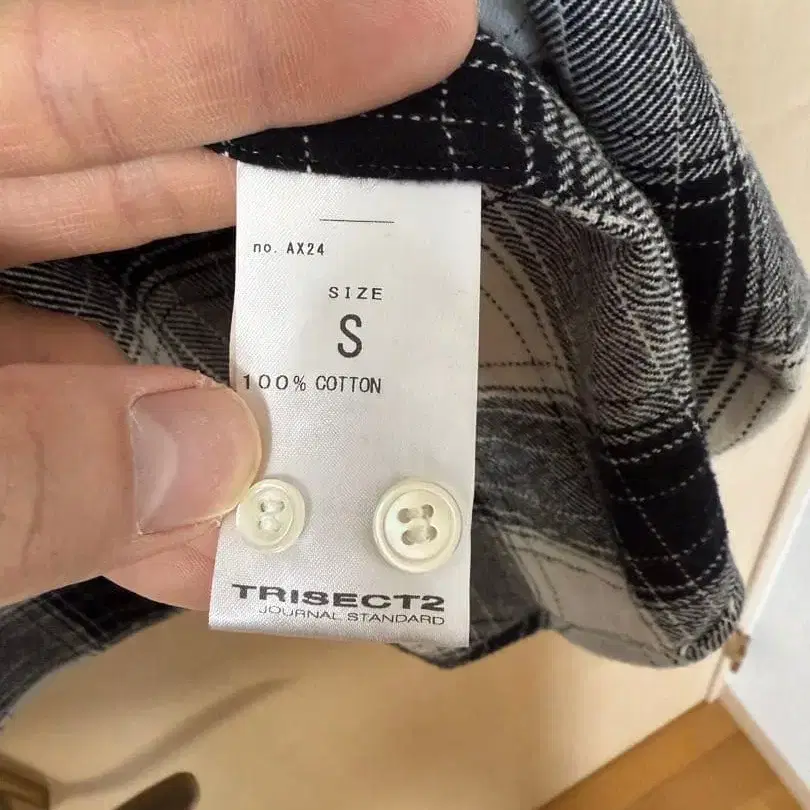 no. AX24
SIZE
S
100% COTTON
TRISECT2
JOURNAL STANDARD